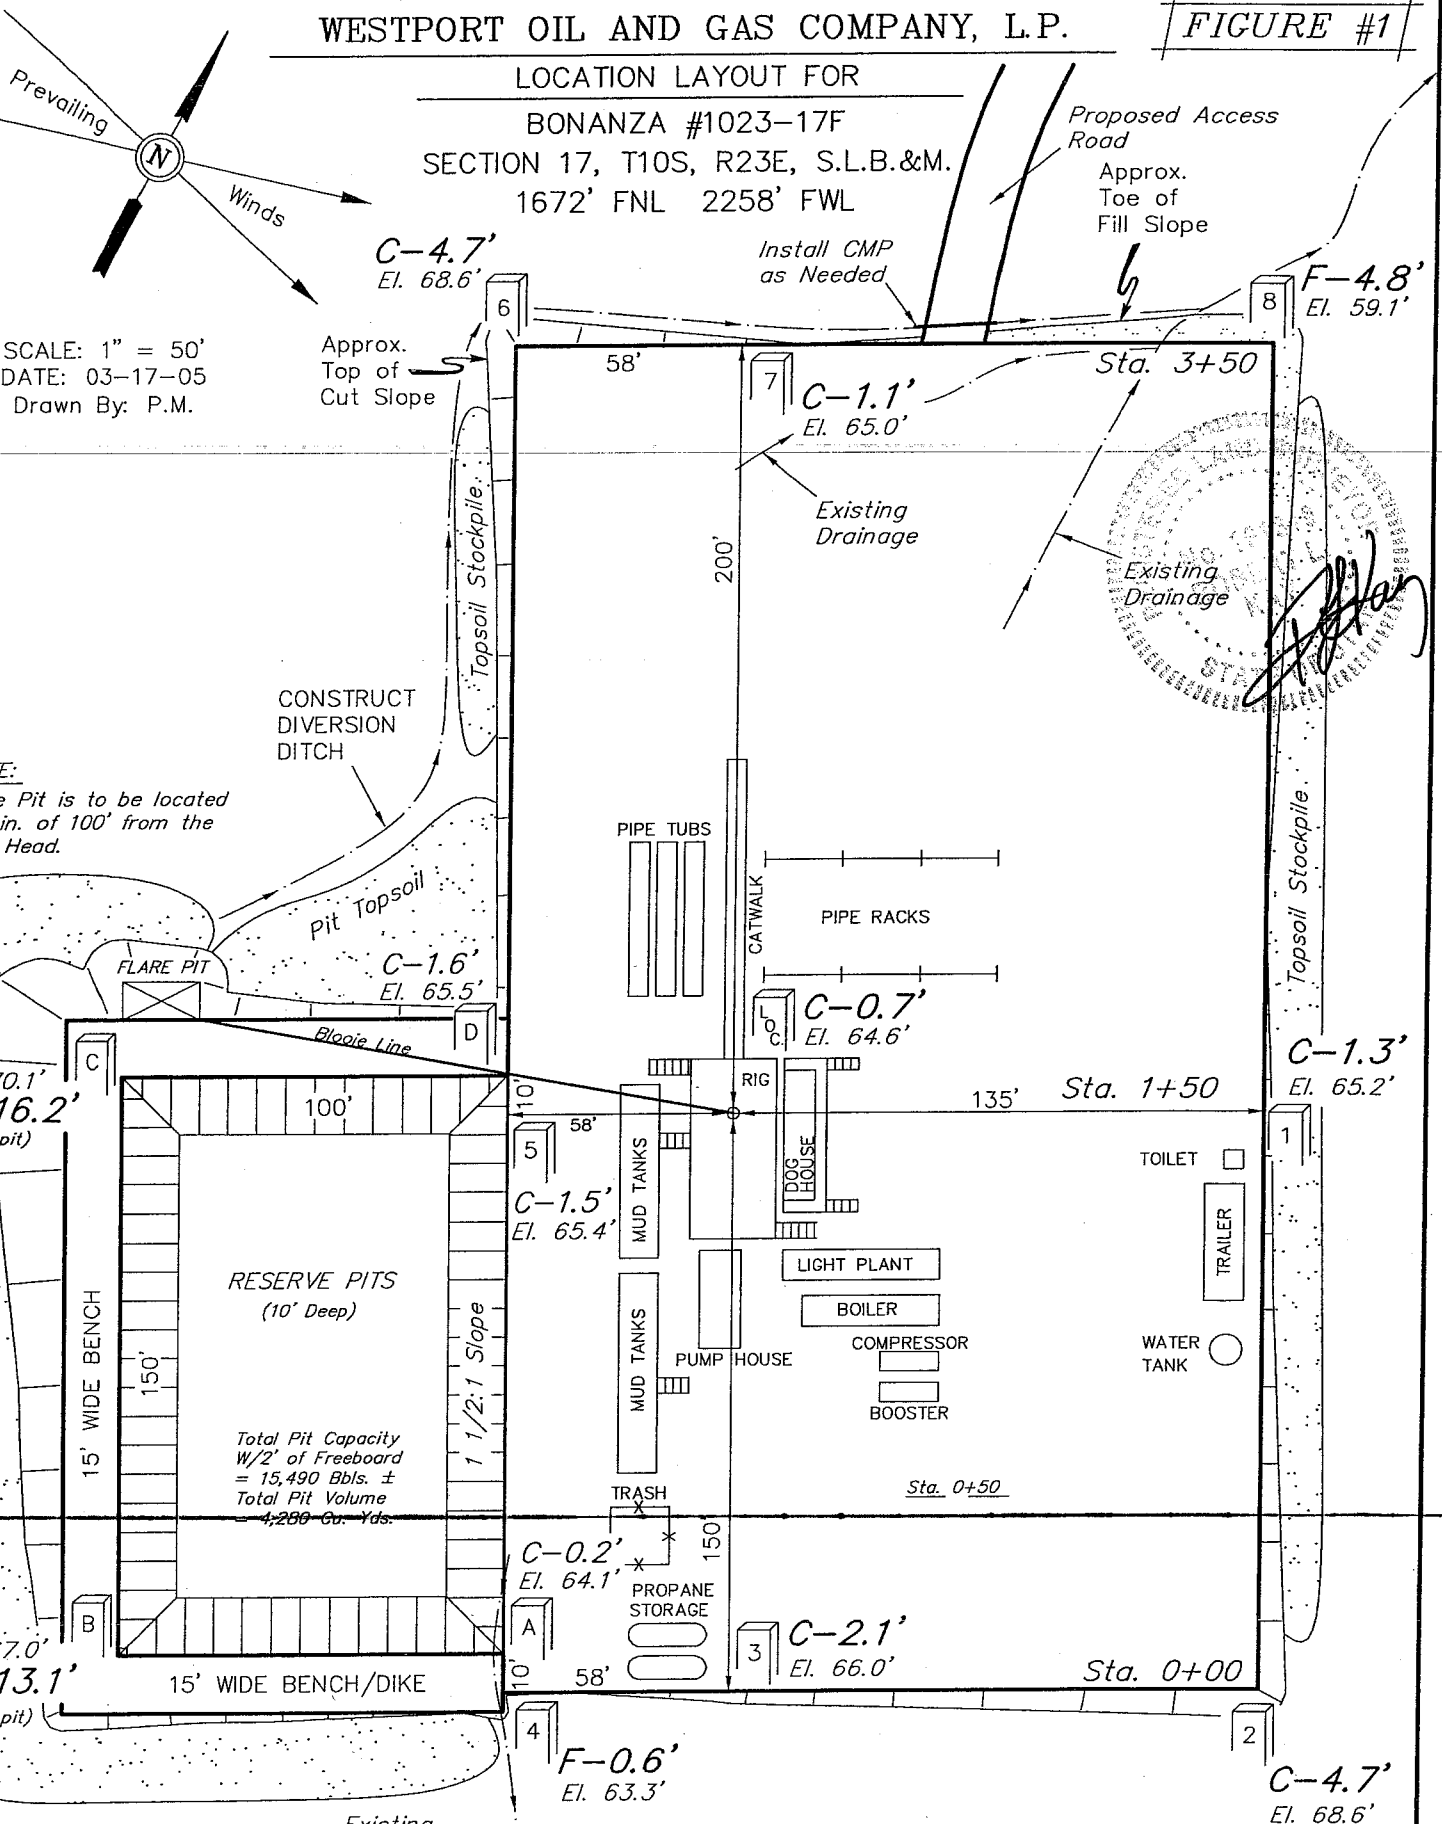 WESTPORT OIL AND GAS COMPANY, L.P.
FIGURE #1
LOCATION LAYOUT FOR
BONANZA #1023-17F
SECTION 17, T10S, R23E, S.L.B.&M.
1672' FNL 2258' FWL
Prevailing
N
Winds
SCALE: 1" = 50'
DATE: 03-17-05
Drawn By: P.M.
Proposed Access
Road
Approx.
Toe of
Fill Slope
Install CMP
as Needed
C-4.7'
El. 68.6'
6
F-4.8'
El. 59.1'
8
Approx.
Top of
Cut Slope
58'
7
C-1.1'
El. 65.0'
Sta. 3+50
Topsoil Stockpile.
Existing
Drainage
200'
Existing
Drainage
CONSTRUCT
DIVERSION
DITCH
E:
e Pit is to be located
in. of 100' from the
Head.
Pit Topsoil
FLARE PIT
C-1.6'
El. 65.5'
D
PIPE TUBS
CATWALK
PIPE RACKS
Topsoil Stockpile.
LOC.
C-0.7'
El. 64.6'
Blooie Line
C
70.1'
16.2'
pit)
100'
10'
58'
RIG
135'
Sta. 1+50
C-1.3'
El. 65.2'
1
5
C-1.5'
El. 65.4'
MUD TANKS
DOG
HOUSE
TOILET
TRAILER
RESERVE PITS
(10' Deep)
15' WIDE BENCH
150'
1 1/2:1 Slope
LIGHT PLANT
BOILER
COMPRESSOR
BOOSTER
PUMP HOUSE
MUD TANKS
WATER
TANK
Total Pit Capacity
W/2' of Freeboard
= 15,490 Bbls. ±
Total Pit Volume
= 4,280 Cu. Yds.
TRASH
Sta. 0+50
C-0.2'
El. 64.1'
150'
PROPANE
STORAGE
B
A
7.0'
13.1'
pit)
15' WIDE BENCH/DIKE
10'
58'
3
C-2.1'
El. 66.0'
Sta. 0+00
4
F-0.6'
El. 63.3'
2
C-4.7'
El. 68.6'
Existing